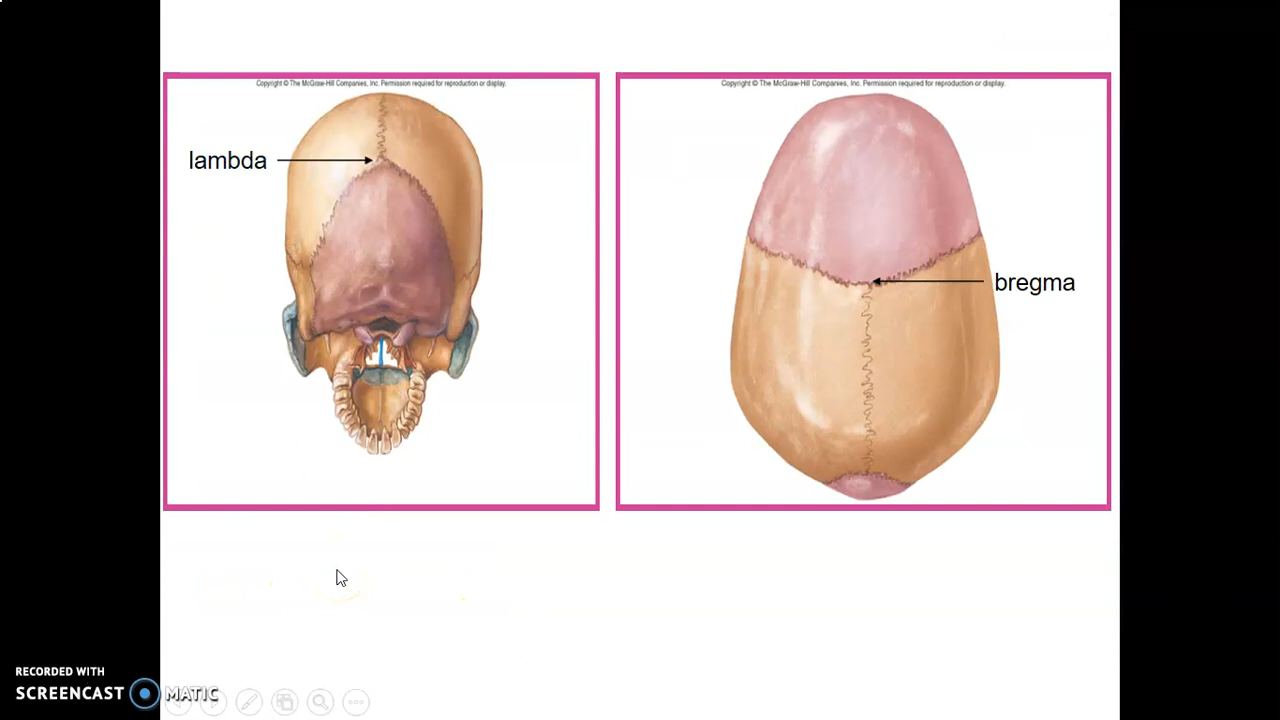 Copyright © The McGraw-Hill Companies, Inc. Permission required for reproduction or display.
lambda
Copyright © The McGraw-Hill Companies, Inc. Permission required for reproduction or display.
bregma
RECORDED WITH
SCREENCAST MATIC